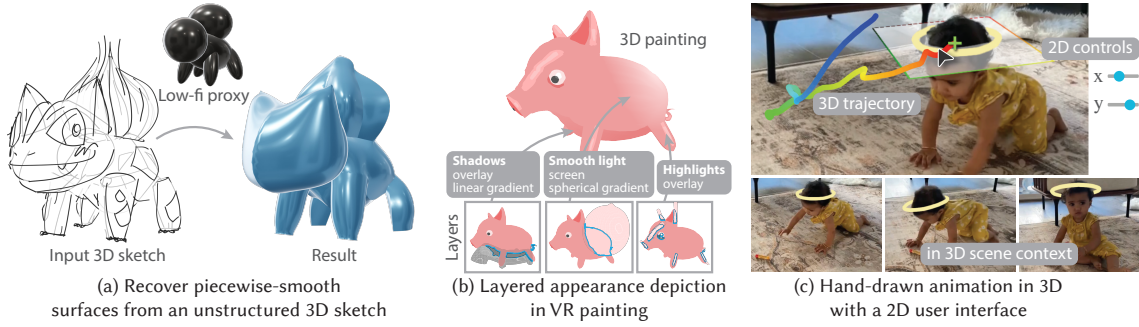 Low-fi proxy
Input 3D sketch
Result
(a) Recover piecewise-smooth
surfaces from an unstructured 3D sketch
3D painting
Shadows
overlay
linear gradient
Smooth light
screen
spherical gradient
Highlights
overlay
Layers
(b) Layered appearance depiction
in VR painting
2D controls
x
y
3D trajectory
in 3D scene context
(c) Hand-drawn animation in 3D
with a 2D user interface